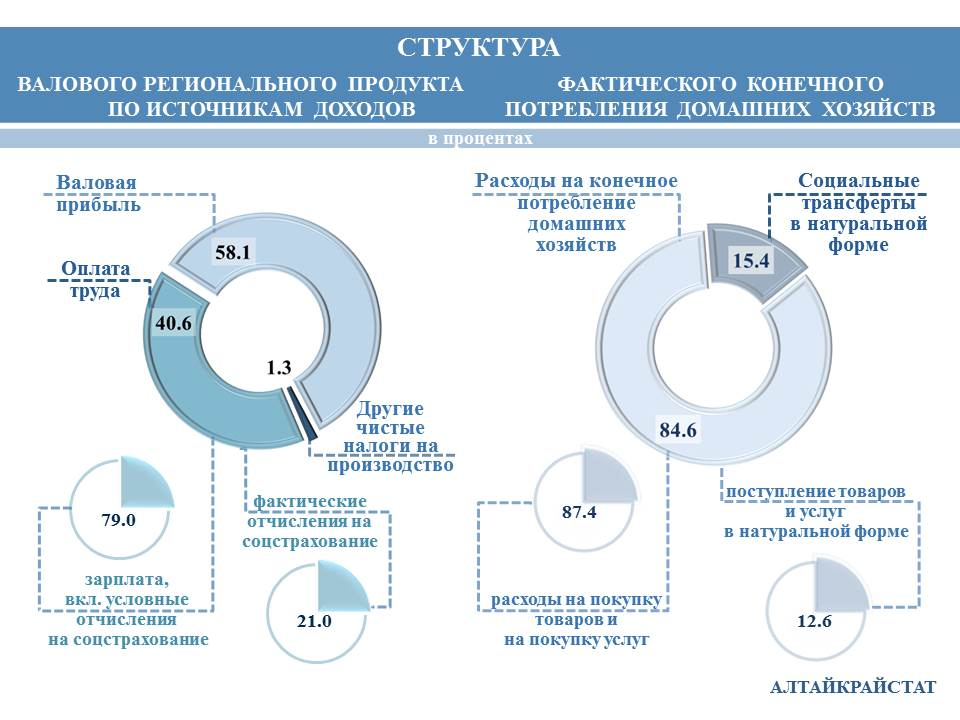 СТРУКТУРА
ВАЛОВОГО РЕГИОНАЛЬНОГО ПРОДУКТА
ПО ИСТОЧНИКАМ ДОХОДОВ
ФАКТИЧЕСКОГО КОНЕЧНОГО
ПОТРЕБЛЕНИЯ ДОМАШНИХ ХОЗЯЙСТВ
в процентах
Валовая
прибыль
58.1
Оплата
труда
40.6
1.3
Другие
чистые
налоги на
производство
79.0
зарплата,
вкл. условные
отчисления
на соцстрахование
фактические
отчисления на
соцстрахование
21.0
Расходы на конечное
потребление
домашних
хозяйств
Социальные
трансферты
в натуральной
форме
15.4
84.6
87.4
расходы на покупку
товаров и
на покупку услуг
поступление товаров
и услуг
в натуральной форме
12.6
АЛТАЙКРАЙСТАТ